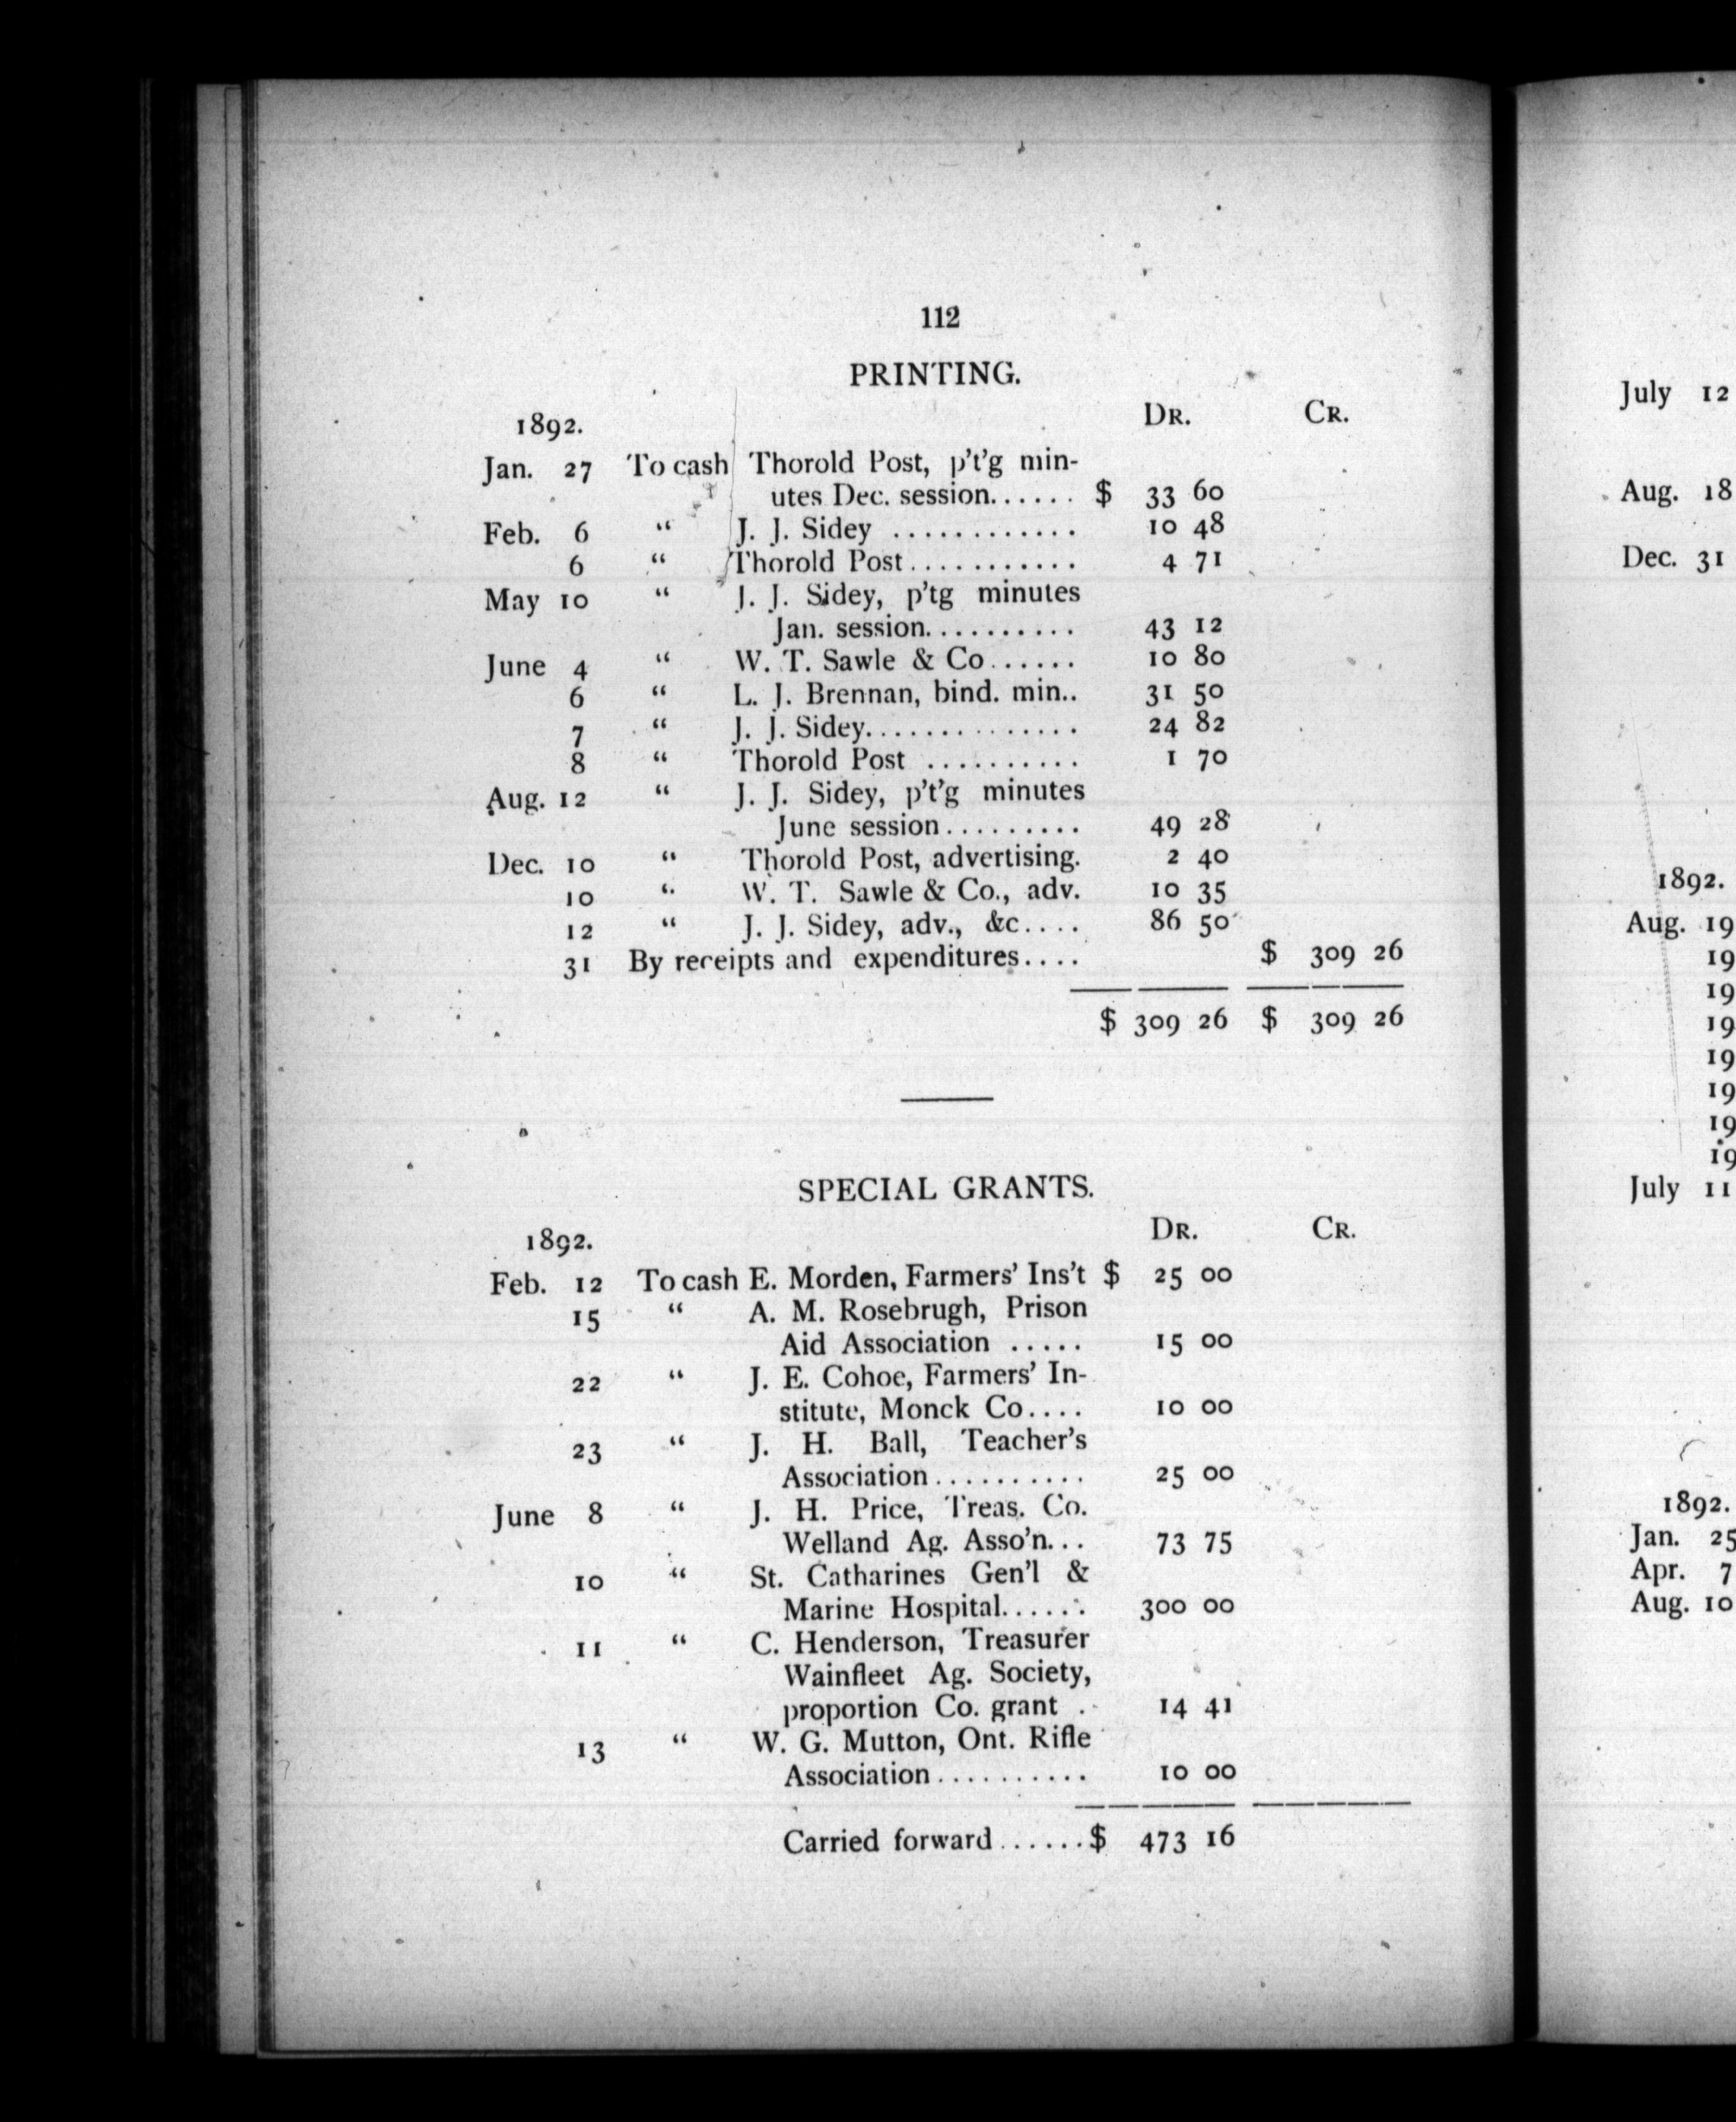 112
PRINTING.
1892. DR. CR.
Jan. 27 To cash Thorold Post, p't'g min-
utes Dec. session...... $ 33 60
Feb. 6 “ J. J. Sidey ............ 10 48
6 “ Thorold Post........... 4 71
May 10 “ J. J. Sidey, p'tg minutes
Jan. session.......... 43 12
June 4 “ W. T. Sawle & Co...... 10 80
6 “ L. J. Brennan, bind. min.. 31 50
7 “ J. J. Sidey.............. 24 82
8 “ Thorold Post .......... 1 70
Aug. 12 “ J. J. Sidey, p't'g minutes
June session......... 49 28
Dec. 10 “ Thorold Post, advertising. 2 40
10 “ W. T. Sawle & Co., adv. 10 35
12 “ J. J. Sidey, adv., &c.... 86 50
31 By receipts and expenditures.... $ 309 26
$ 309 26 $ 309 26
SPECIAL GRANTS.
1892. DR. CR.
Feb. 12 To cash E. Morden, Farmers' Ins't $ 25 00
15 “ A. M. Rosebrugh, Prison
Aid Association ..... 15 00
22 “ J. E. Cohoe, Farmers' In-
stitute, Monck Co.... 10 00
23 “ J. H. Ball, Teacher's
Association.......... 25 00
June 8 “ J. H. Price, Treas. Co.
Welland Ag. Asso'n... 73 75
10 “ St. Catharines Gen'l &
Marine Hospital...... 300 00
11 “ C. Henderson, Treasurer
Wainfleet Ag. Society,
proportion Co. grant . 14 41
13 “ W. G. Mutton, Ont. Rifle
Association.......... 10 00
Carried forward......$ 473 16
July 12
Aug. 18
Dec. 31
1892.
Aug. 19
19
19
19
19
19
19
19
July 11
1892.
Jan. 25
Apr. 7
Aug. 10